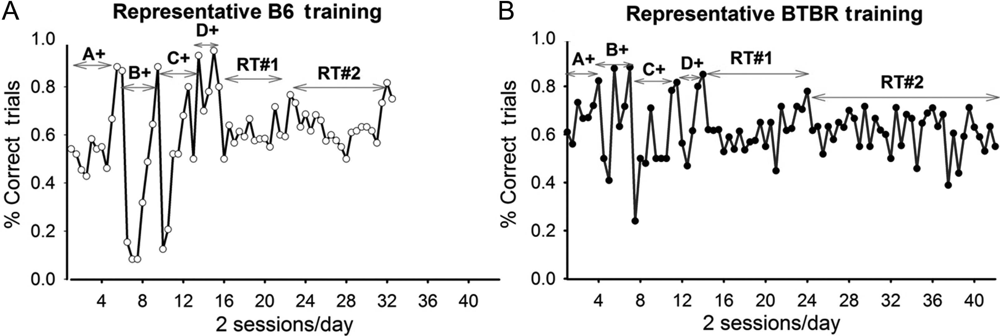 A
Representative B6 training
D+
1.0
A+
C+
RT#1
B+
RT#2
0.8
0.6
0.4
0.2
0.0
% Correct trials
4 8 12 16 20 24 28 32 36 40
2 sessions/day
B
Representative BTBR training
1.0
B+
A+
RT#1
D+
C+
RT#2
0.8
0.6
0.4
0.2
0.0
% Correct trials
4 8 12 16 20 24 28 32 36 40
2 sessions/day